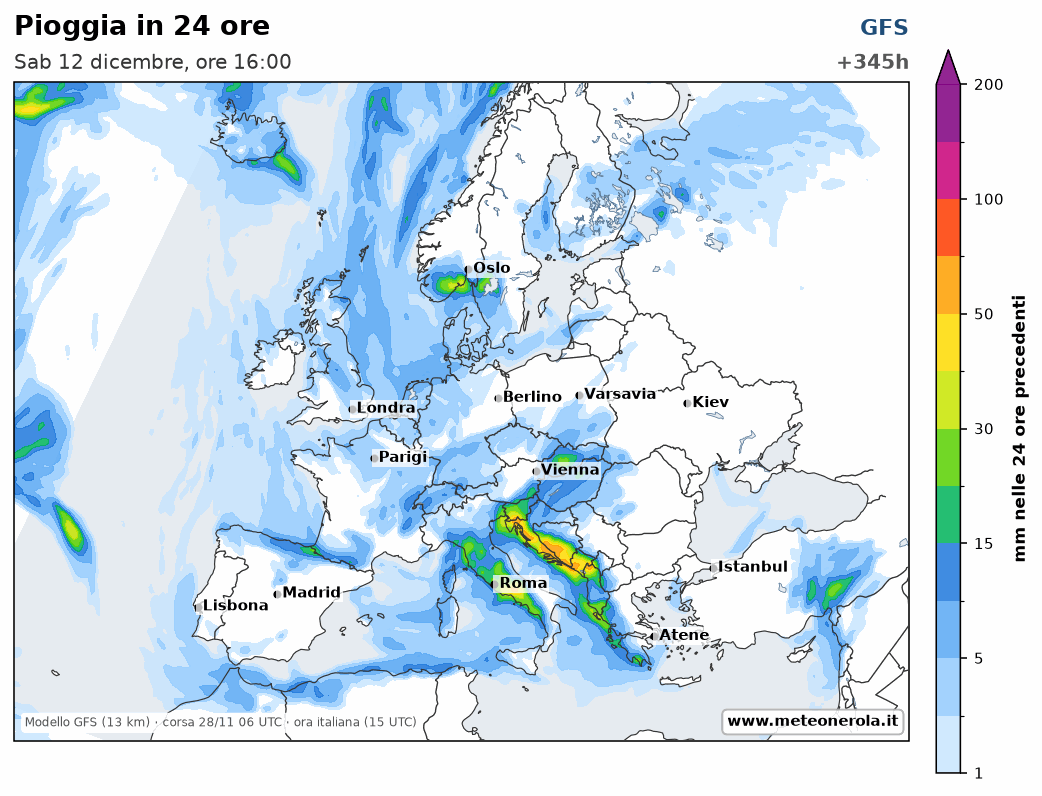 Pioggia in 24 ore
GFS
Sab 12 dicembre, ore 16:00
+345h
200
100
50
30
15
5
1
mm nelle 24 ore precedenti
Oslo
Berlino
Varsavia
Kiev
Londra
Parigi
Vienna
Istanbul
Roma
Madrid
Lisbona
Atene
Modello GFS (13 km) · corsa 28/11 06 UTC · ora italiana (15 UTC)
www.meteonerola.it